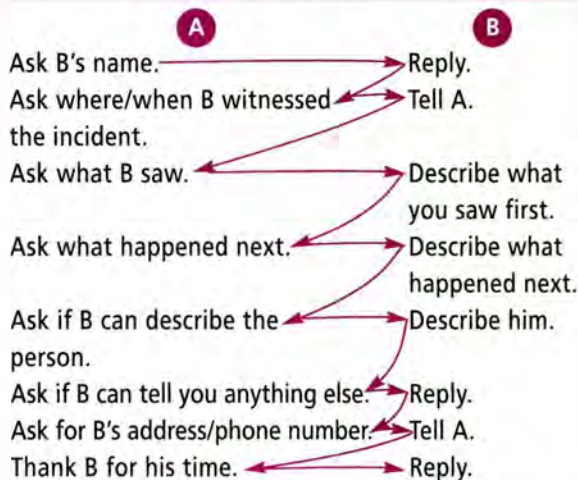 A B
Ask B's name. Reply.
Ask where/when B witnessed Tell A.
the incident.
Ask what B saw. Describe what
you saw first.
Ask what happened next. Describe what
happened next.
Ask if B can describe the Describe him.
person.
Ask if B can tell you anything else. Reply.
Ask for B's address/phone number. Tell A.
Thank B for his time. Reply.